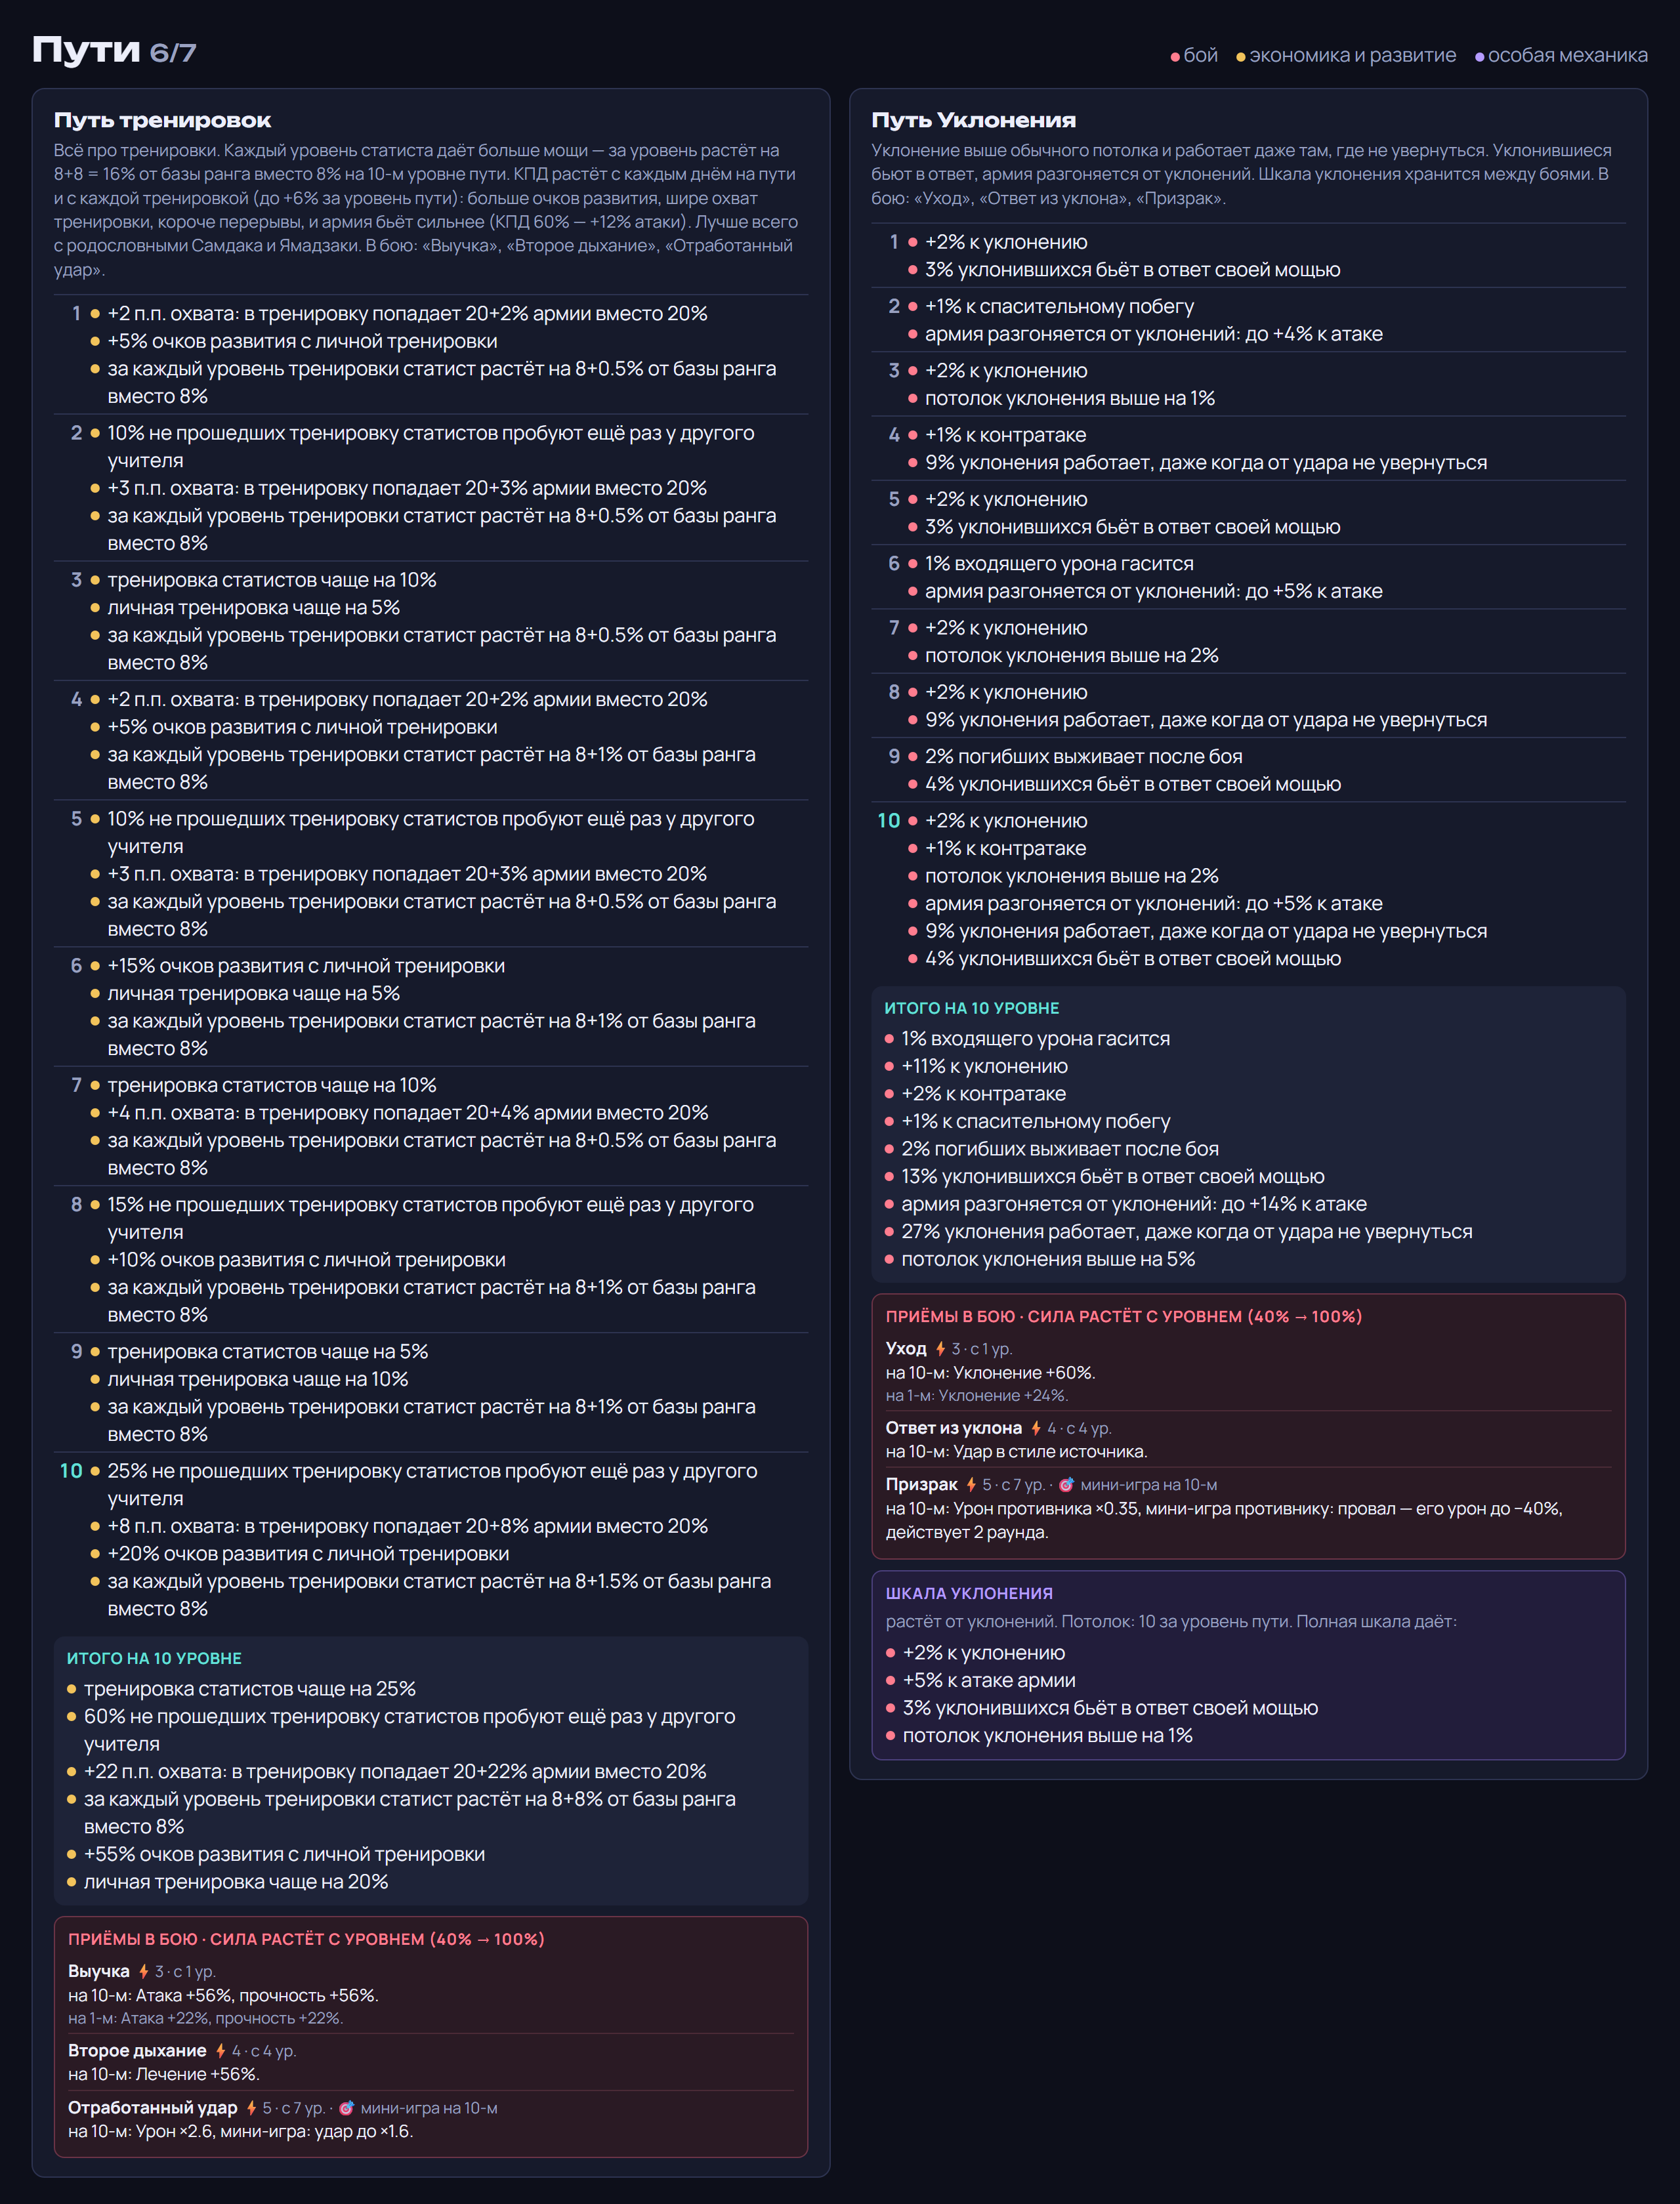 Пути 6/7
бой экономика и развитие особая механика
Путь тренировок
Всё про тренировки. Каждый уровень статиста даёт больше мощи — за уровень растёт на
8+8 = 16% от базы ранга вместо 8% на 10-м уровне пути. КПД растёт с каждым днём на пути
и с каждой тренировкой (до +6% за уровень пути): больше очков развития, шире охват
тренировки, короче перерывы, и армия бьёт сильнее (КПД 60% — +12% атаки). Лучше всего
с родословными Самдака и Ямадзаки. В бою: «Выучка», «Второе дыхание», «Отработанный
удар».
1 +2 п.п. охвата: в тренировку попадает 20+2% армии вместо 20%
+5% очков развития с личной тренировки
за каждый уровень тренировки статист растёт на 8+0.5% от базы ранга
вместо 8%
2 10% не прошедших тренировку статистов пробуют ещё раз у другого
учителя
+3 п.п. охвата: в тренировку попадает 20+3% армии вместо 20%
за каждый уровень тренировки статист растёт на 8+0.5% от базы ранга
вместо 8%
3 тренировка статистов чаще на 10%
личная тренировка чаще на 5%
за каждый уровень тренировки статист растёт на 8+0.5% от базы ранга
вместо 8%
4 +2 п.п. охвата: в тренировку попадает 20+2% армии вместо 20%
+5% очков развития с личной тренировки
за каждый уровень тренировки статист растёт на 8+1% от базы ранга
вместо 8%
5 10% не прошедших тренировку статистов пробуют ещё раз у другого
учителя
+3 п.п. охвата: в тренировку попадает 20+3% армии вместо 20%
за каждый уровень тренировки статист растёт на 8+0.5% от базы ранга
вместо 8%
6 +15% очков развития с личной тренировки
личная тренировка чаще на 5%
за каждый уровень тренировки статист растёт на 8+1% от базы ранга
вместо 8%
7 тренировка статистов чаще на 10%
+4 п.п. охвата: в тренировку попадает 20+4% армии вместо 20%
за каждый уровень тренировки статист растёт на 8+0.5% от базы ранга
вместо 8%
8 15% не прошедших тренировку статистов пробуют ещё раз у другого
учителя
+10% очков развития с личной тренировки
за каждый уровень тренировки статист растёт на 8+1% от базы ранга
вместо 8%
9 тренировка статистов чаще на 5%
личная тренировка чаще на 10%
за каждый уровень тренировки статист растёт на 8+1% от базы ранга
вместо 8%
10 25% не прошедших тренировку статистов пробуют ещё раз у другого
учителя
+8 п.п. охвата: в тренировку попадает 20+8% армии вместо 20%
+20% очков развития с личной тренировки
за каждый уровень тренировки статист растёт на 8+1.5% от базы ранга
вместо 8%
ИТОГО НА 10 УРОВНЕ
тренировка статистов чаще на 25%
60% не прошедших тренировку статистов пробуют ещё раз у другого
учителя
+22 п.п. охвата: в тренировку попадает 20+22% армии вместо 20%
за каждый уровень тренировки статист растёт на 8+8% от базы ранга
вместо 8%
+55% очков развития с личной тренировки
личная тренировка чаще на 20%
ПРИЁМЫ В БОЮ · СИЛА РАСТЁТ С УРОВНЕМ (40% → 100%)
Выучка ⚡ 3 · с 1 ур.
на 10-м: Атака +56%, прочность +56%.
на 1-м: Атака +22%, прочность +22%.
Второе дыхание ⚡ 4 · с 4 ур.
на 10-м: Лечение +56%.
Отработанный удар ⚡ 5 · с 7 ур. · 🎯 мини-игра на 10-м
на 10-м: Урон ×2.6, мини-игра: удар до ×1.6.
Путь Уклонения
Уклонение выше обычного потолка и работает даже там, где не увернуться. Уклонившиеся
бьют в ответ, армия разгоняется от уклонений. Шкала уклонения хранится между боями. В
бою: «Уход», «Ответ из уклона», «Призрак».
1 +2% к уклонению
3% уклонившихся бьёт в ответ своей мощью
2 +1% к спасительному побегу
армия разгоняется от уклонений: до +4% к атаке
3 +2% к уклонению
потолок уклонения выше на 1%
4 +1% к контратаке
9% уклонения работает, даже когда от удара не увернуться
5 +2% к уклонению
3% уклонившихся бьёт в ответ своей мощью
6 1% входящего урона гасится
армия разгоняется от уклонений: до +5% к атаке
7 +2% к уклонению
потолок уклонения выше на 2%
8 +2% к уклонению
9% уклонения работает, даже когда от удара не увернуться
9 2% погибших выживает после боя
4% уклонившихся бьёт в ответ своей мощью
10 +2% к уклонению
+1% к контратаке
потолок уклонения выше на 2%
армия разгоняется от уклонений: до +5% к атаке
9% уклонения работает, даже когда от удара не увернуться
4% уклонившихся бьёт в ответ своей мощью
ИТОГО НА 10 УРОВНЕ
1% входящего урона гасится
+11% к уклонению
+2% к контратаке
+1% к спасительному побегу
2% погибших выживает после боя
13% уклонившихся бьёт в ответ своей мощью
армия разгоняется от уклонений: до +14% к атаке
27% уклонения работает, даже когда от удара не увернуться
потолок уклонения выше на 5%
ПРИЁМЫ В БОЮ · СИЛА РАСТЁТ С УРОВНЕМ (40% → 100%)
Уход ⚡ 3 · с 1 ур.
на 10-м: Уклонение +60%.
на 1-м: Уклонение +24%.
Ответ из уклона ⚡ 4 · с 4 ур.
на 10-м: Удар в стиле источника.
Призрак ⚡ 5 · с 7 ур. · 🎯 мини-игра на 10-м
на 10-м: Урон противника ×0.35, мини-игра противнику: провал — его урон до −40%,
действует 2 раунда.
ШКАЛА УКЛОНЕНИЯ
растёт от уклонений. Потолок: 10 за уровень пути. Полная шкала даёт:
+2% к уклонению
+5% к атаке армии
3% уклонившихся бьёт в ответ своей мощью
потолок уклонения выше на 1%